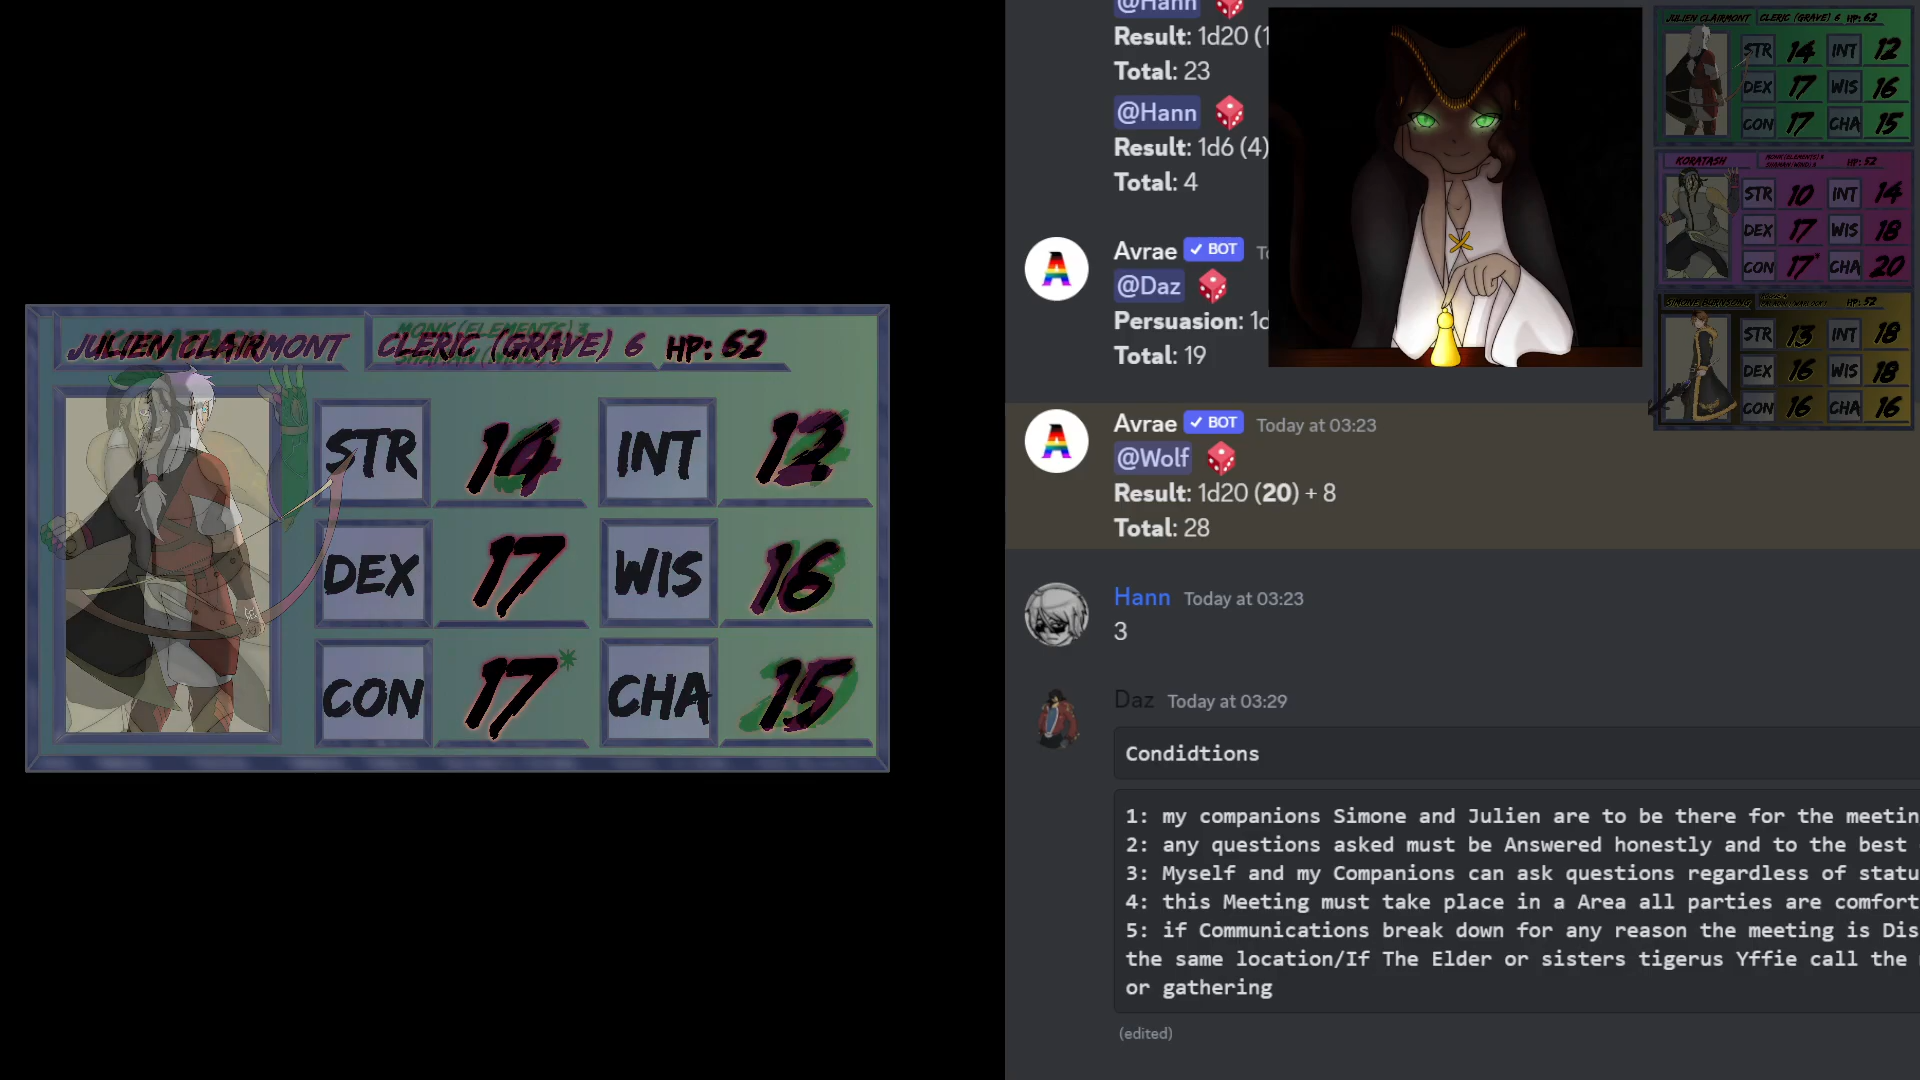 JULIEN CLAIRMONT
CLERIC (GRAVE) 6
HP: 62
STR 14 INT 12
DEX 17 WIS 16
CON 17* CHA 15
@Hann
Result: 1d20 (1
Total: 23
@Hann
Result: 1d6 (4)
Total: 4
Avrae ✓ BOT
@Daz
Persuasion: 1d
Total: 19
Avrae ✓ BOT Today at 03:23
@Wolf
Result: 1d20 (20) + 8
Total: 28
Hann Today at 03:23
3
Daz Today at 03:29
Condidtions
1: my companions Simone and Julien are to be there for the meetin
2: any questions asked must be Answered honestly and to the best
3: Myself and my Companions can ask questions regardless of statu
4: this Meeting must take place in a Area all parties are comfort
5: if Communications break down for any reason the meeting is Dis
the same location/If The Elder or sisters tigerus Yffie call the
or gathering
(edited)
JULIEN CLAIRMONT CLERIC (GRAVE) 6 HP: 62
STR 14 INT 12
DEX 17 WIS 16
CON 17 CHA 15
KORATASH MONK (ELEMENTS) 3 HP: 52
STR 10 INT 14
DEX 17 WIS 18
CON 17* CHA 20
HP: 52
STR 13 INT 18
DEX 16 WIS 18
CON 16 CHA 16